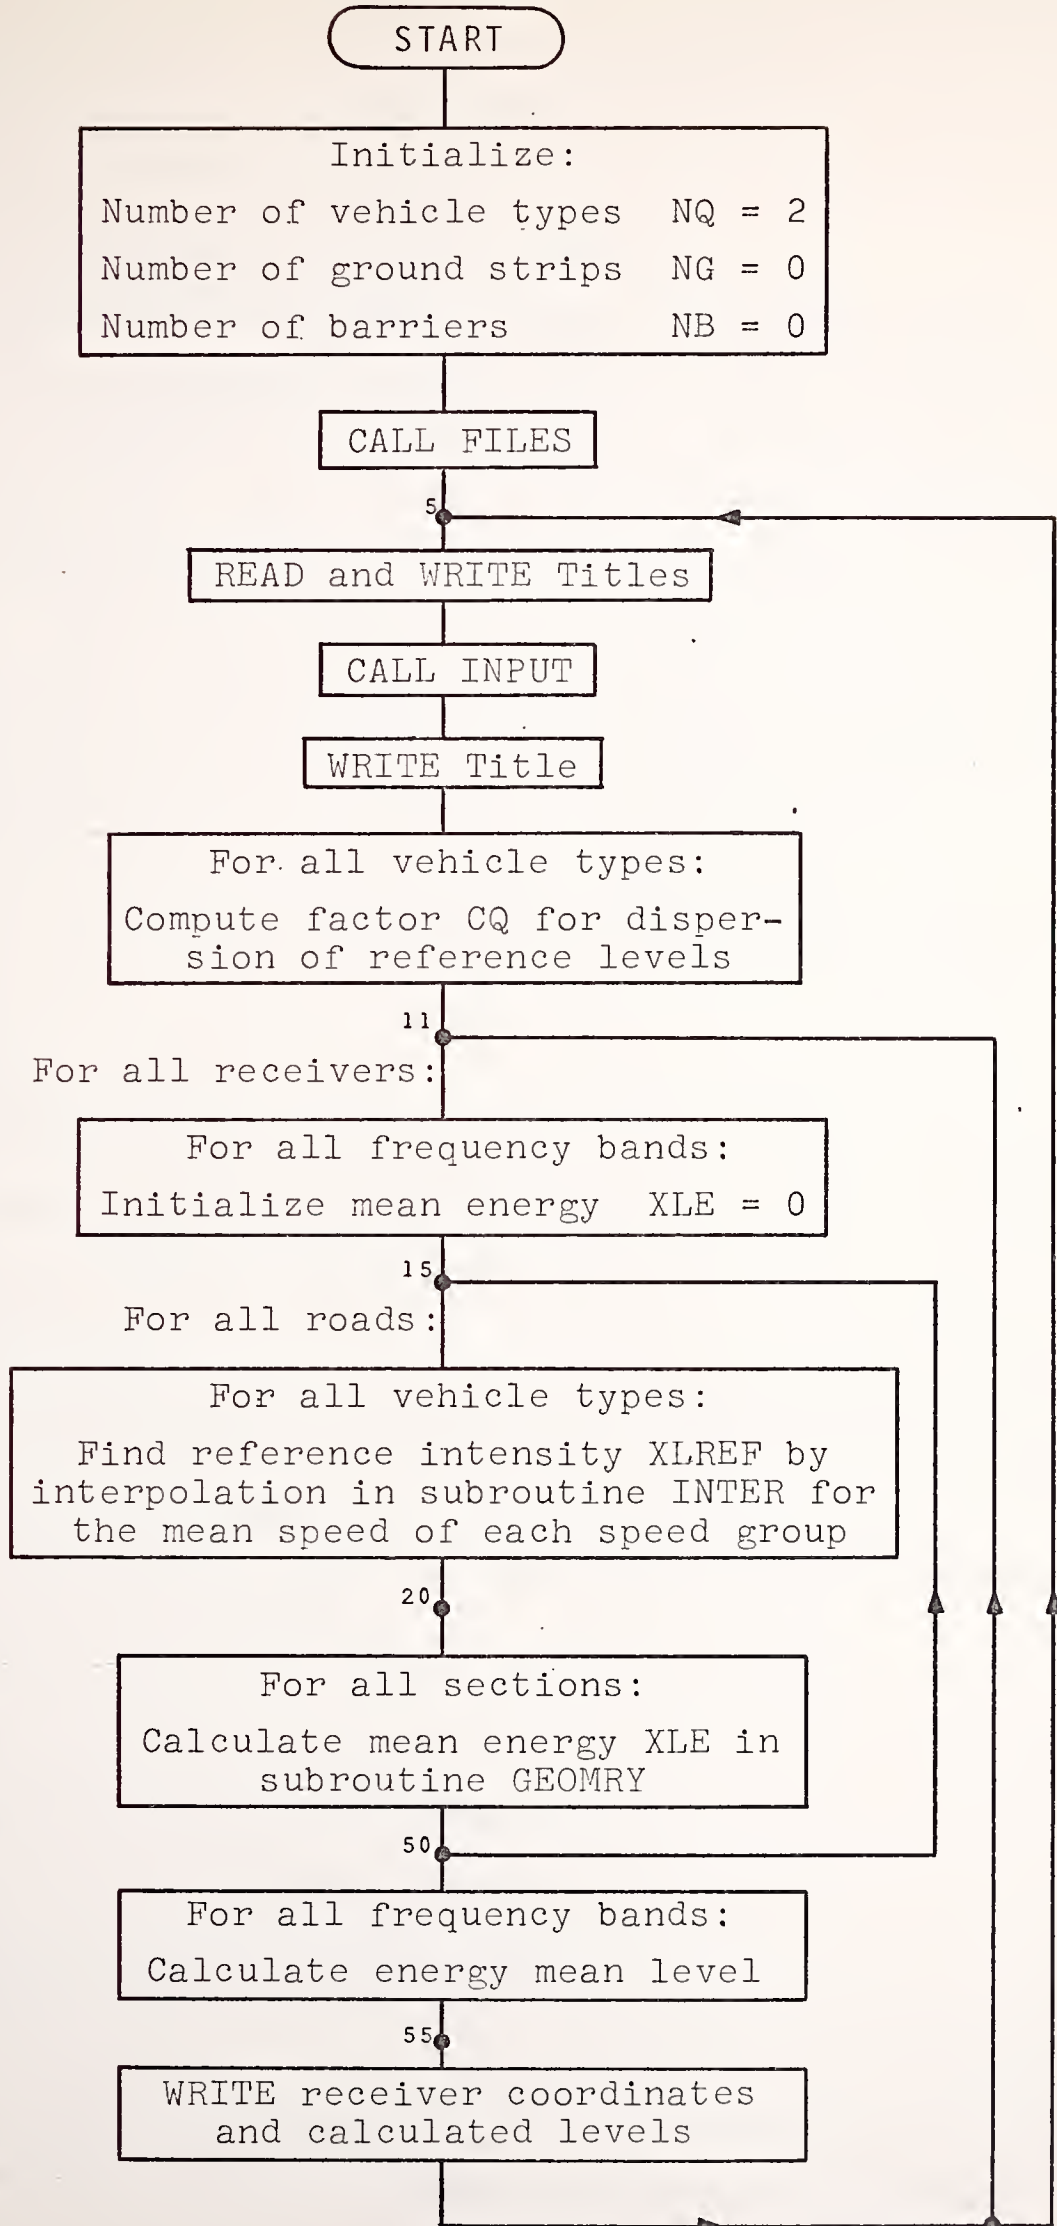 START
Initialize:
Number of vehicle types NQ = 2
Number of ground strips NG = 0
Number of barriers NB = 0
CALL FILES
5
READ and WRITE Titles
CALL INPUT
WRITE Title
For all vehicle types:
Compute factor CQ for disper-
sion of reference levels
11
For all receivers:
For all frequency bands:
Initialize mean energy XLE = 0
15
For all roads:
For all vehicle types:
Find reference intensity XLREF by
interpolation in subroutine INTER for
the mean speed of each speed group
20
For all sections:
Calculate mean energy XLE in
subroutine GEOMRY
50
For all frequency bands:
Calculate energy mean level
55
WRITE receiver coordinates
and calculated levels